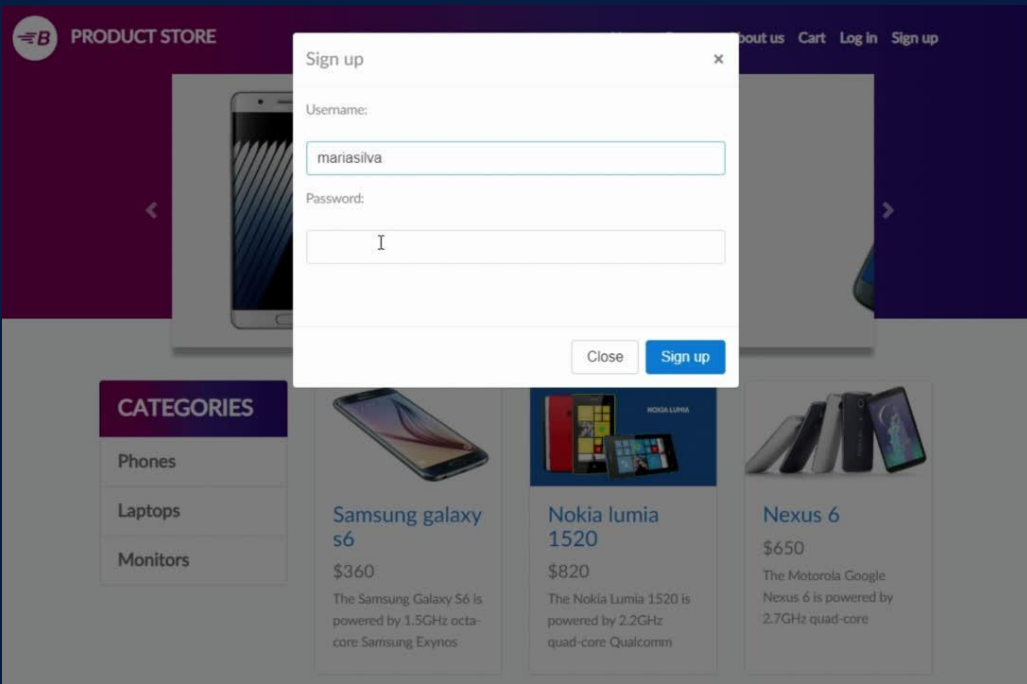 B PRODUCT STORE
bout us Cart Log in Sign up
Sign up ×
Username:
mariasilva
Password:
Close Sign up
CATEGORIES
Phones
Laptops
Monitors
NOKIA LUMIA
Samsung galaxy
s6
$360
The Samsung Galaxy S6 is
powered by 1.5GHz octa-
core Samsung Exynos
Nokia lumia
1520
$820
The Nokia Lumia 1520 is
powered by 2.2GHz
quad-core Qualcomm
Nexus 6
$650
The Motorola Google
Nexus 6 is powered by
2.7GHz quad-core